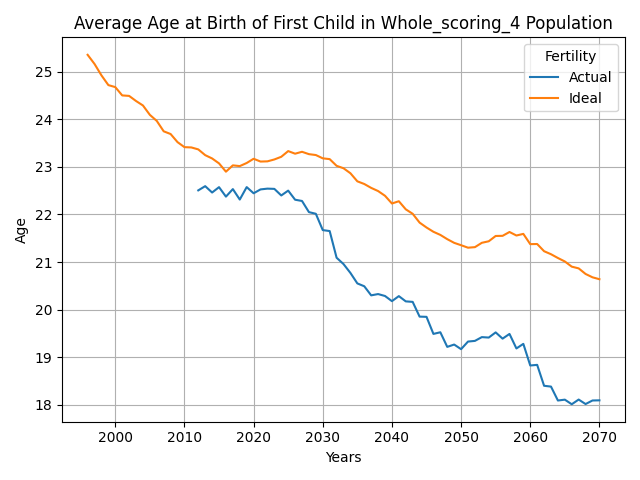 Average Age at Birth of First Child in Whole_scoring_4 Population
Fertility
Actual
Ideal
Age
25
24
23
22
21
20
19
18
2000
2010
2020
2030
2040
2050
2060
2070
Years